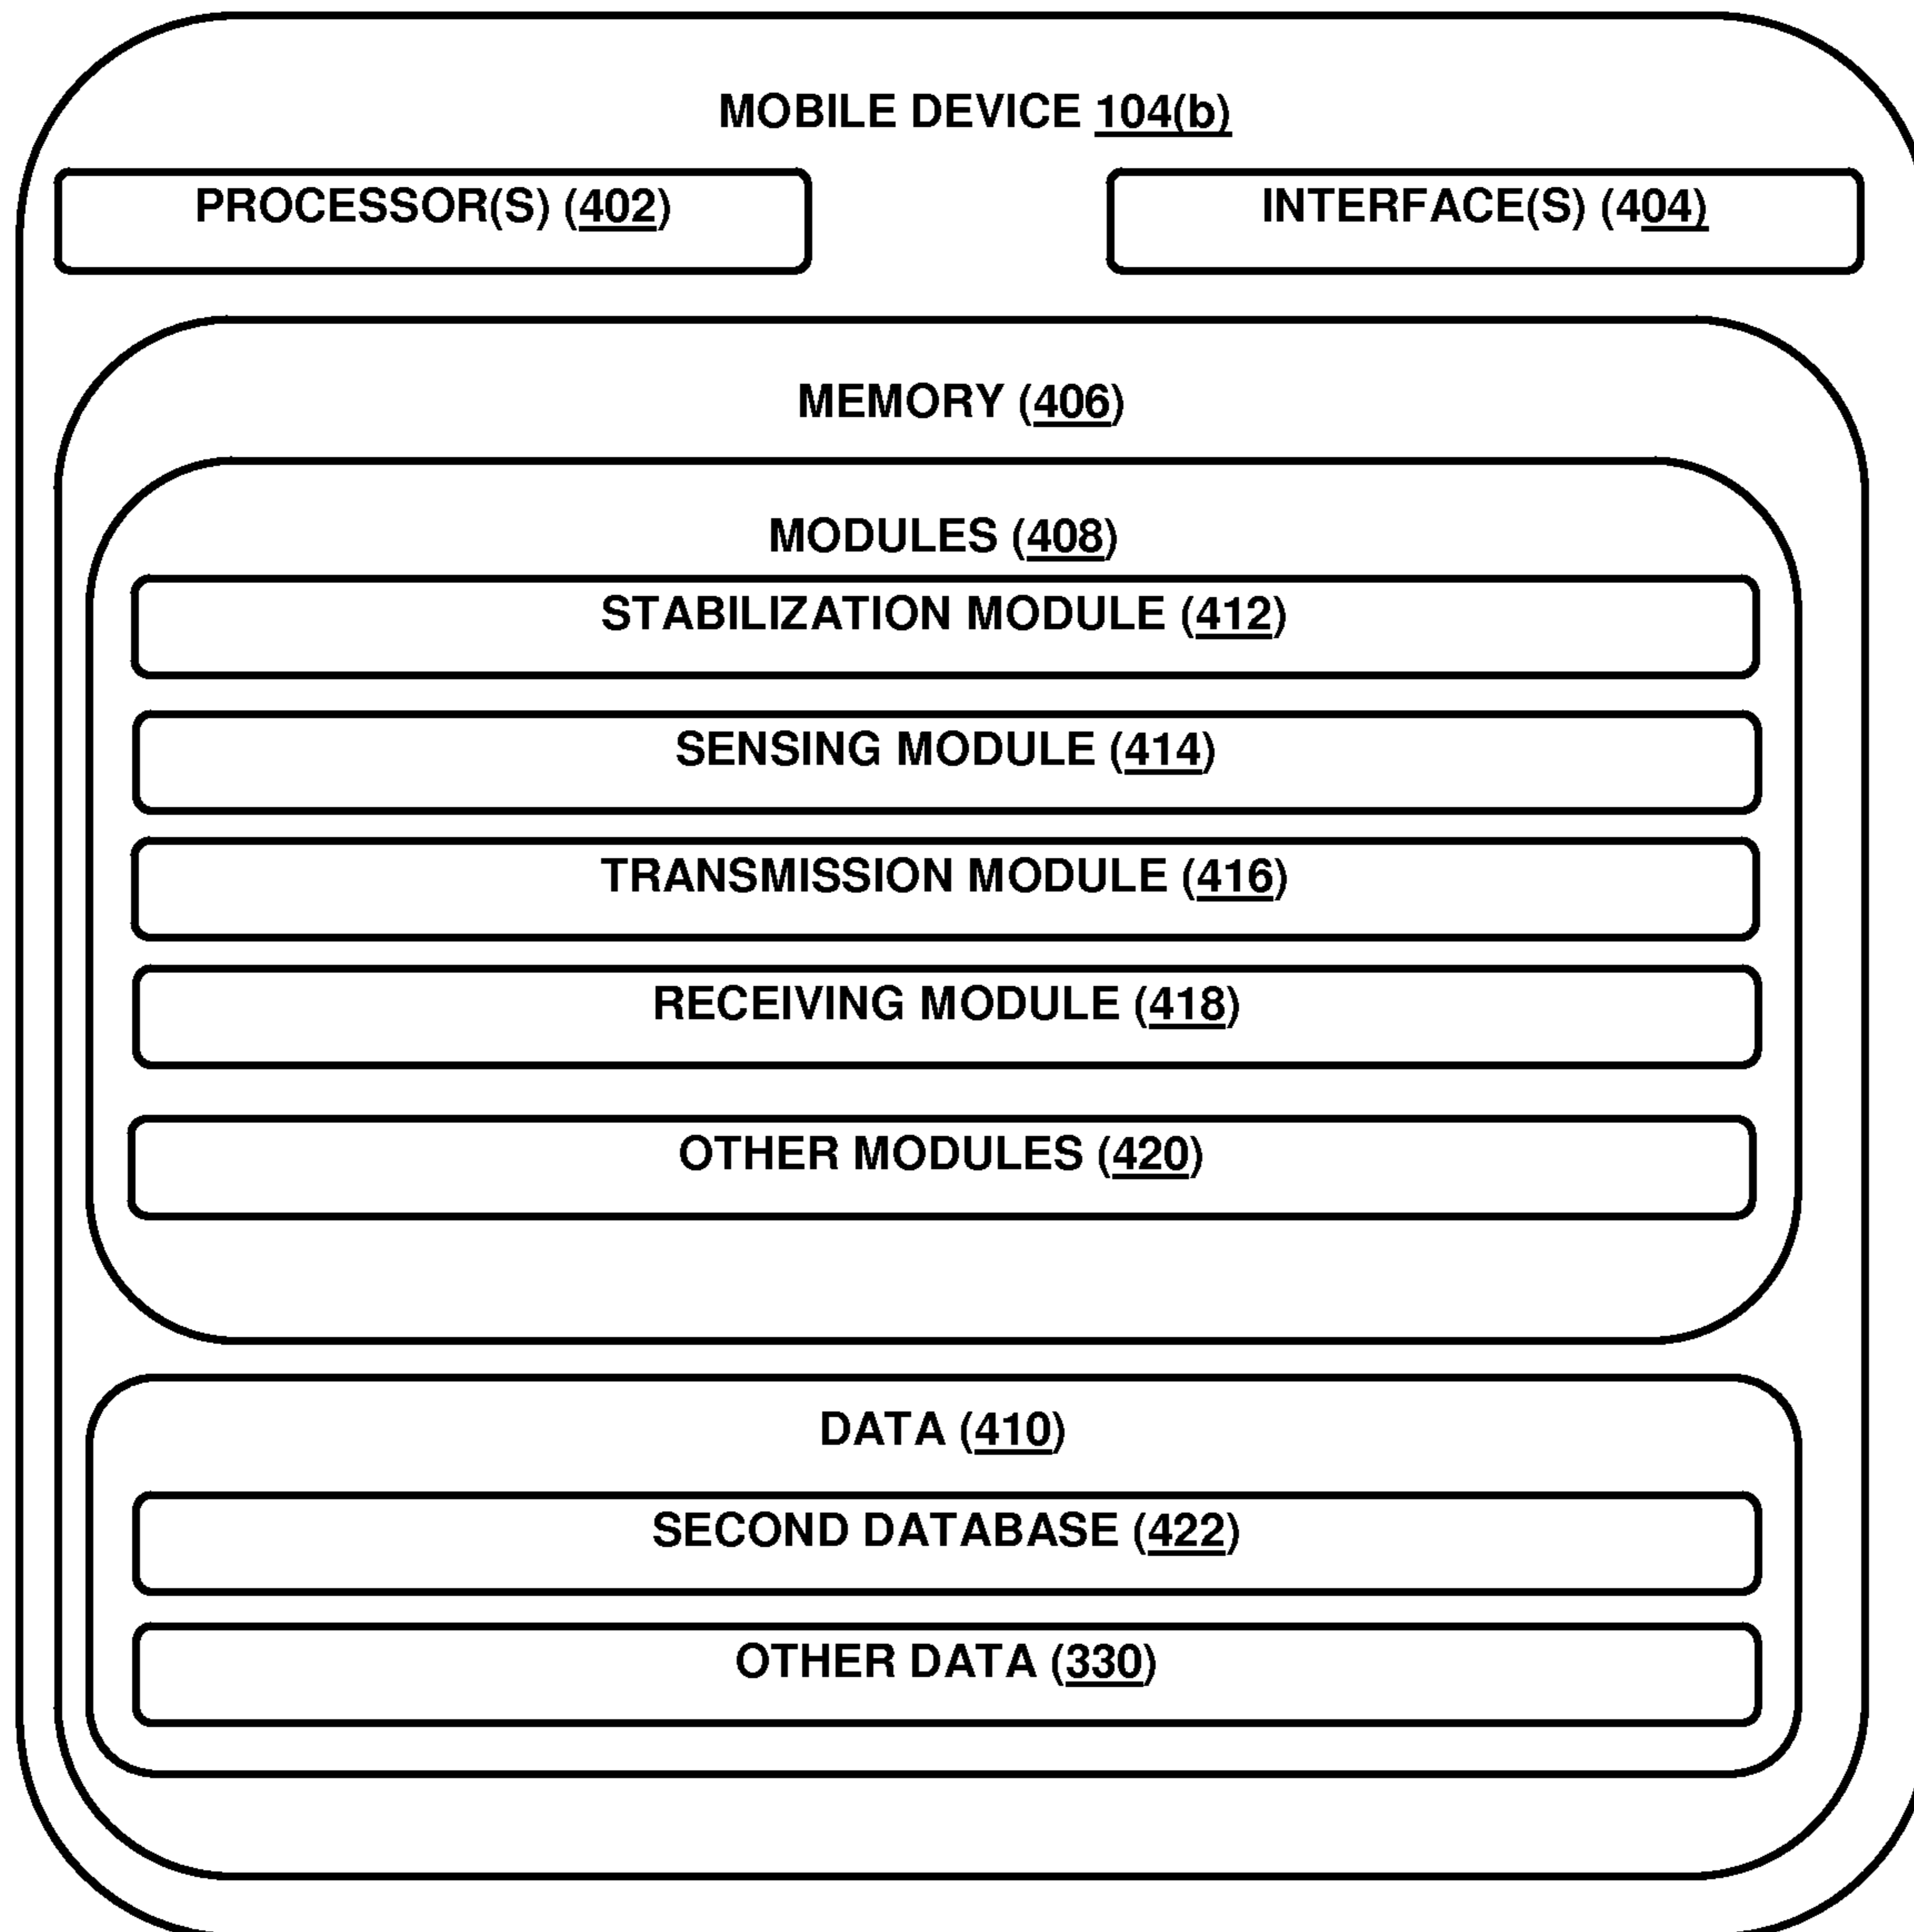 MOBILE DEVICE 104(b)
PROCESSOR(S) (402)
INTERFACE(S) (404)
MEMORY (406)
MODULES (408)
STABILIZATION MODULE (412)
SENSING MODULE (414)
TRANSMISSION MODULE (416)
RECEIVING MODULE (418)
OTHER MODULES (420)
DATA (410)
SECOND DATABASE (422)
OTHER DATA (330)